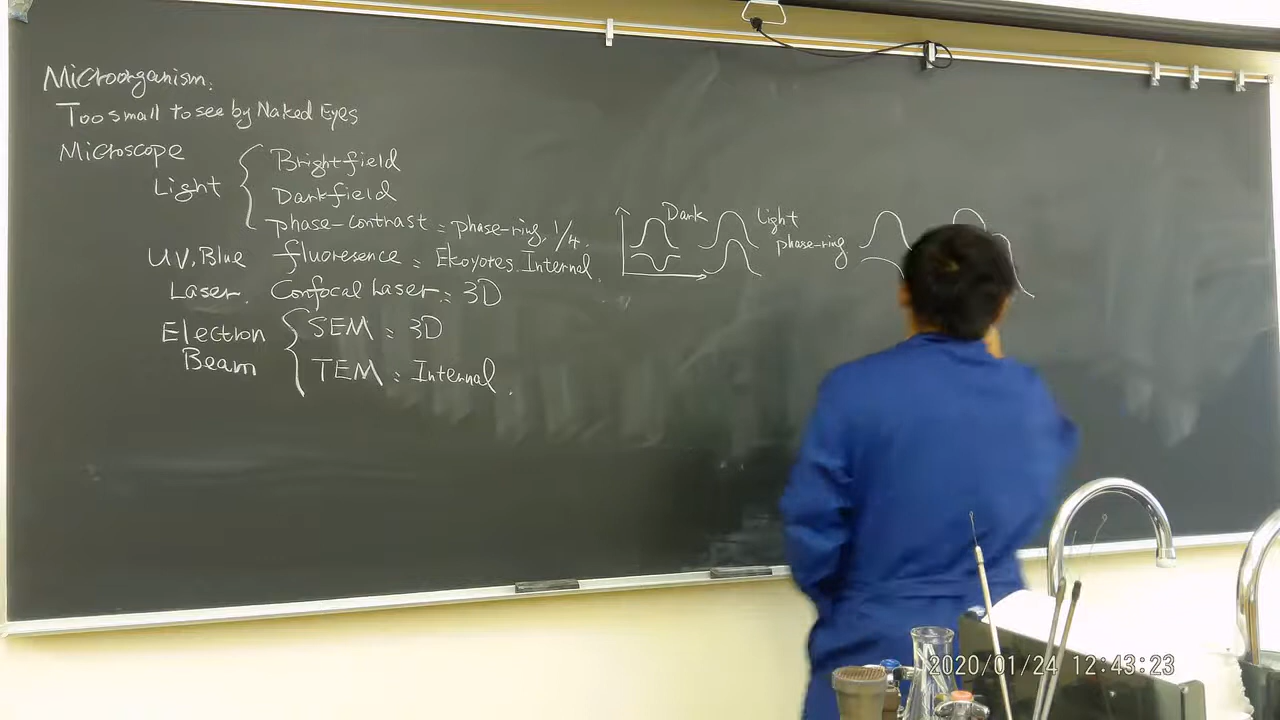 Microorganism.
Too small to see by Naked Eyes
Microscope
Light { Brightfield
Darkfield
phase-contrast = phase-ring, 1/4.
UV. Blue fluoresence = Ekoyotes. Internal.
Laser. Confocal Laser = 3D
Electron Beam { SEM = 3D
TEM = Internal.
Dark
Light
phase-ring
2020/01/24 12:43:23